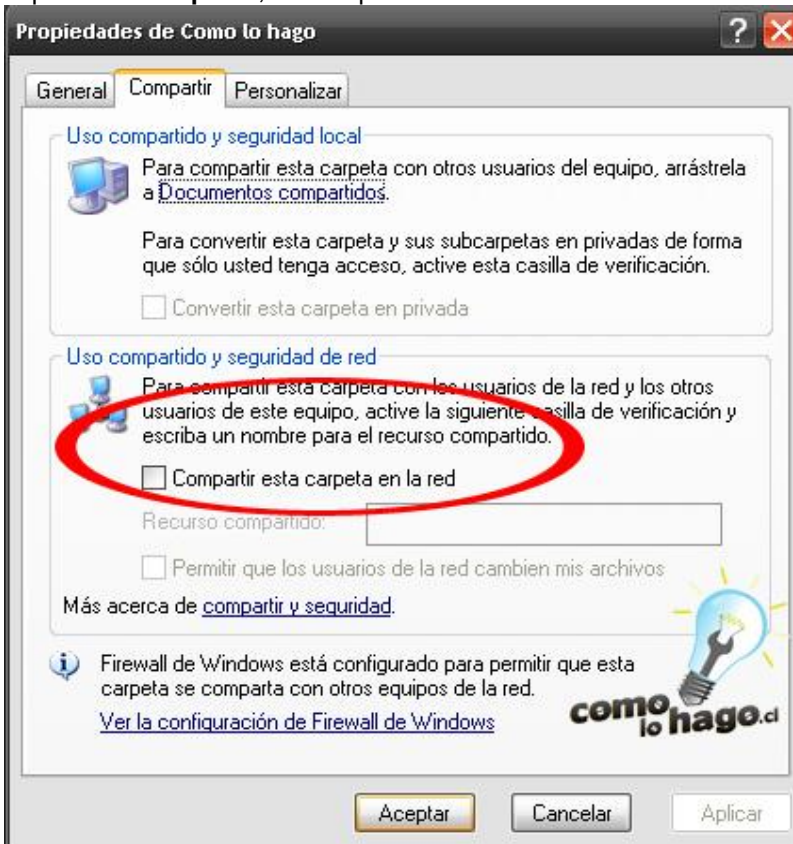 Propiedades de Como lo hago
General Compartir Personalizar
Uso compartido y seguridad local
Para compartir esta carpeta con otros usuarios del equipo, arrástrela
a Documentos compartidos.
Para convertir esta carpeta y sus subcarpetas en privadas de forma
que sólo usted tenga acceso, active esta casilla de verificación.
Convertir esta carpeta en privada
Uso compartido y seguridad de red
Para compartir esta carpeta con los usuarios de la red y los otros
usuarios de este equipo, active la siguiente casilla de verificación y
escriba un nombre para el recurso compartido.
Compartir esta carpeta en la red
Recurso compartido:
Permitir que los usuarios de la red cambien mis archivos
Más acerca de compartir y seguridad.
Firewall de Windows está configurado para permitir que esta
carpeta se comparta con otros equipos de la red.
Ver la configuración de Firewall de Windows
como
lo hago.cl
Aceptar Cancelar Aplicar